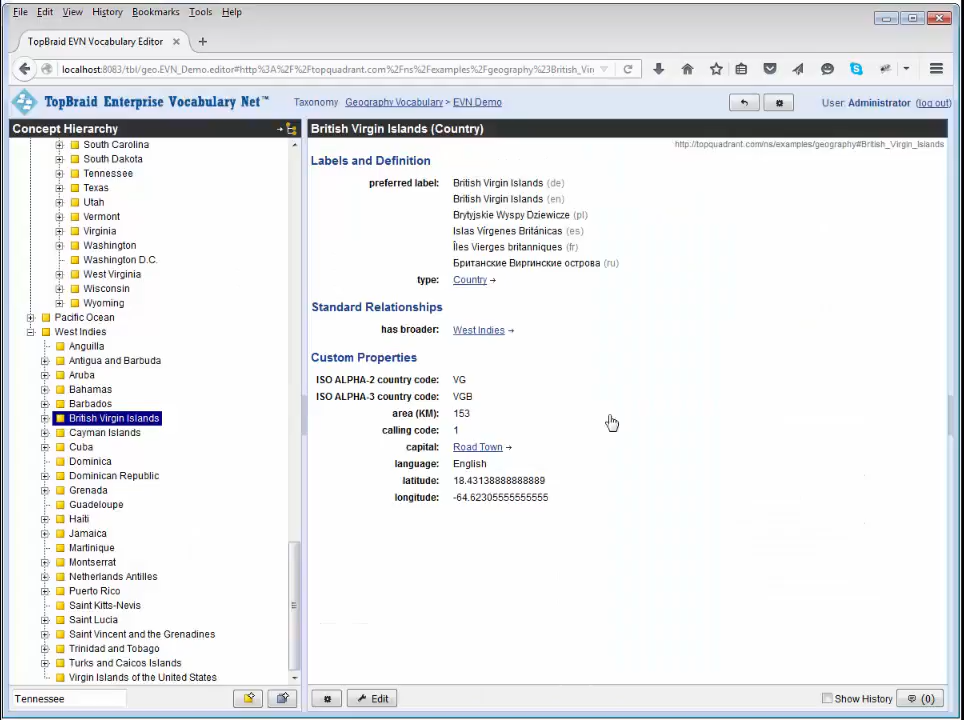 File Edit View History Bookmarks Tools Help
TopBraid EVN Vocabulary Editor
localhost:8083/tbl/geo.EVN_Demo.editor#http%3A%2F%2Ftopquadrant.com%2Fns%2Fexamples%2Fgeography%23British_Vir
TopBraid Enterprise Vocabulary Net™ Taxonomy Geography Vocabulary > EVN Demo User: Administrator (log out)
Concept Hierarchy
South Carolina
South Dakota
Tennessee
Texas
Utah
Vermont
Virginia
Washington
Washington D.C.
West Virginia
Wisconsin
Wyoming
Pacific Ocean
West Indies
Anguilla
Antigua and Barbuda
Aruba
Bahamas
Barbados
British Virgin Islands
Cayman Islands
Cuba
Dominica
Dominican Republic
Grenada
Guadeloupe
Haiti
Jamaica
Martinique
Montserrat
Netherlands Antilles
Puerto Rico
Saint Kitts-Nevis
Saint Lucia
Saint Vincent and the Grenadines
Trinidad and Tobago
Turks and Caicos Islands
Virgin Islands of the United States
Tennessee
British Virgin Islands (Country)
http://topquadrant.com/ns/examples/geography#British_Virgin_Islands
Labels and Definition
preferred label: British Virgin Islands (de)
British Virgin Islands (en)
Brytyjskie Wyspy Dziewicze (pl)
Islas Vírgenes Británicas (es)
Îles Vierges britanniques (fr)
Британские Виргинские острова (ru)
type: Country
Standard Relationships
has broader: West Indies
Custom Properties
ISO ALPHA-2 country code: VG
ISO ALPHA-3 country code: VGB
area (KM): 153
calling code: 1
capital: Road Town
language: English
latitude: 18.43138888888889
longitude: -64.62305555555555
Edit Show History (0)